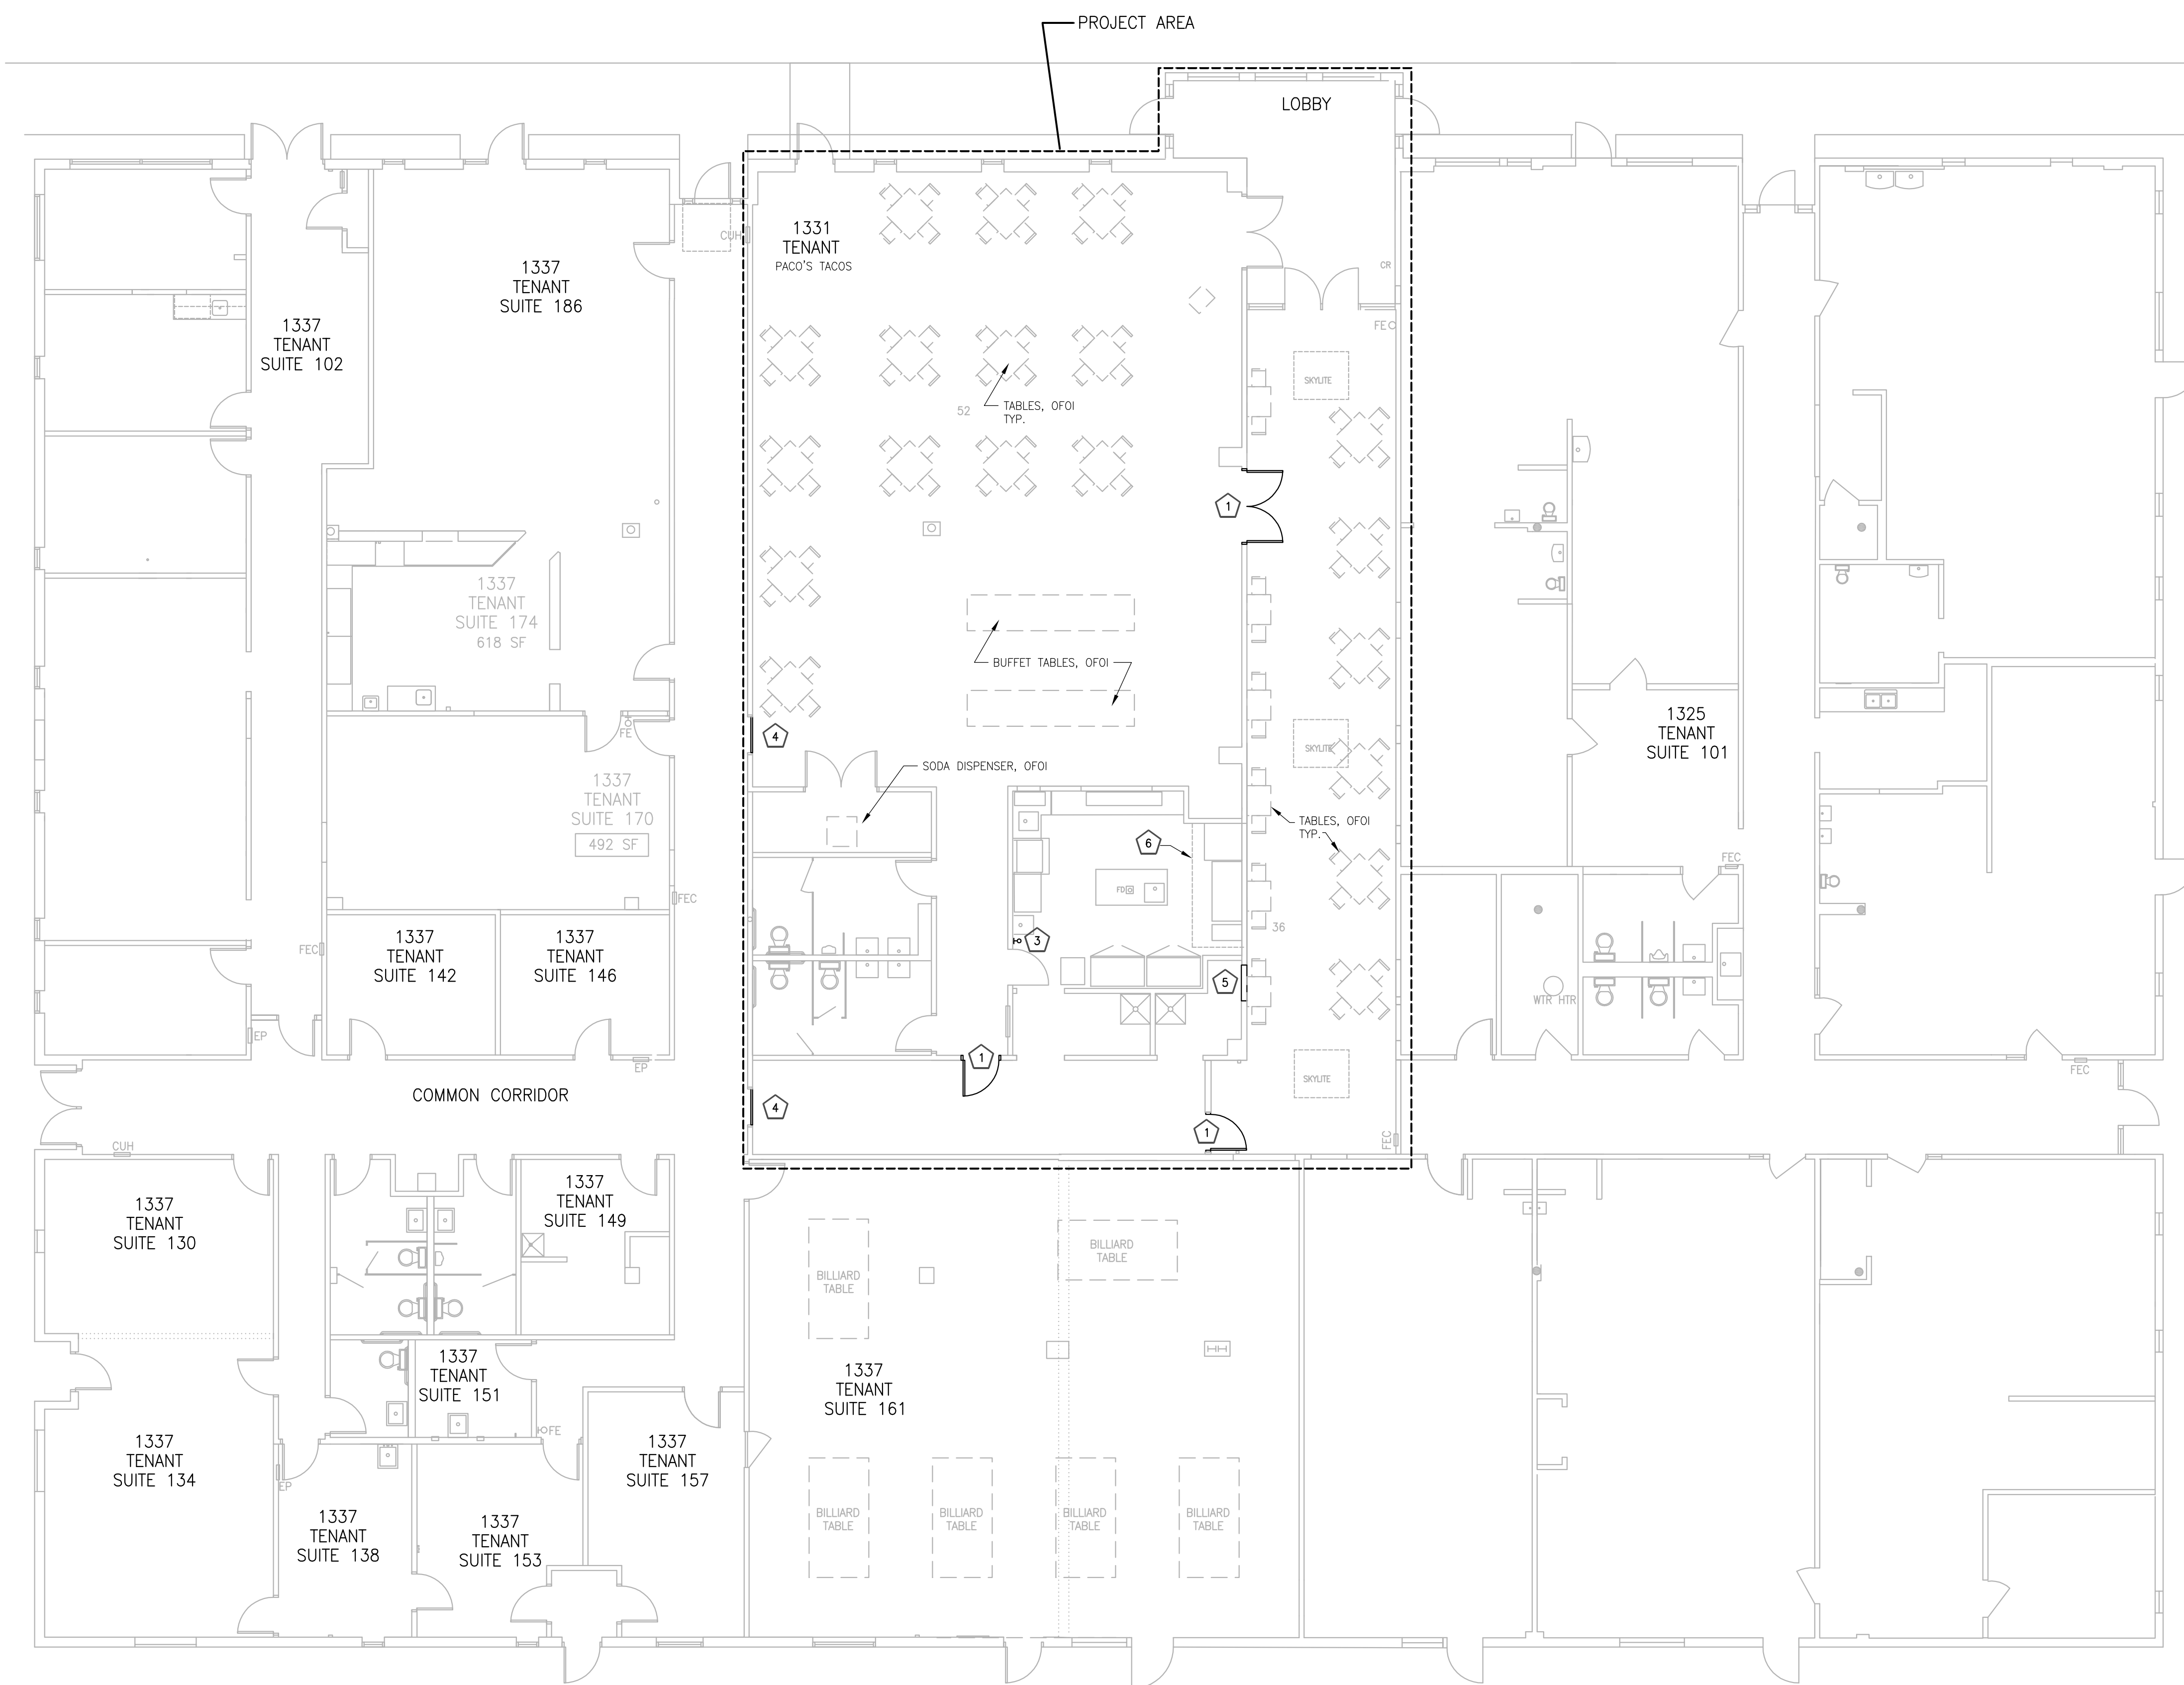 PROJECT AREA
LOBBY
1331
TENANT
PACO'S TACOS
CUH
CR
1337
TENANT
SUITE 186
1337
TENANT
SUITE 102
FE
SKYLITE
TABLES, OFOI
TYP.
52
1
1337
TENANT
SUITE 174
618 SF
BUFFET TABLES, OFOI
1325
TENANT
SUITE 101
FE
4
SKYLITE
SODA DISPENSER, OFOI
1337
TENANT
SUITE 170
492 SF
TABLES, OFOI
TYP.
6
FEC
FD
FEC
36
1337
TENANT
SUITE 142
1337
TENANT
SUITE 146
FEC
3
5
WTR HTR
EP
EP
1
SKYLITE
FEC
COMMON CORRIDOR
4
1
FEC
CUH
1337
TENANT
SUITE 130
1337
TENANT
SUITE 149
BILLIARD
TABLE
BILLIARD
TABLE
1337
TENANT
SUITE 151
1337
TENANT
SUITE 161
FE
1337
TENANT
SUITE 134
1337
TENANT
SUITE 157
EP
1337
TENANT
SUITE 138
1337
TENANT
SUITE 153
BILLIARD
TABLE
BILLIARD
TABLE
BILLIARD
TABLE
BILLIARD
TABLE